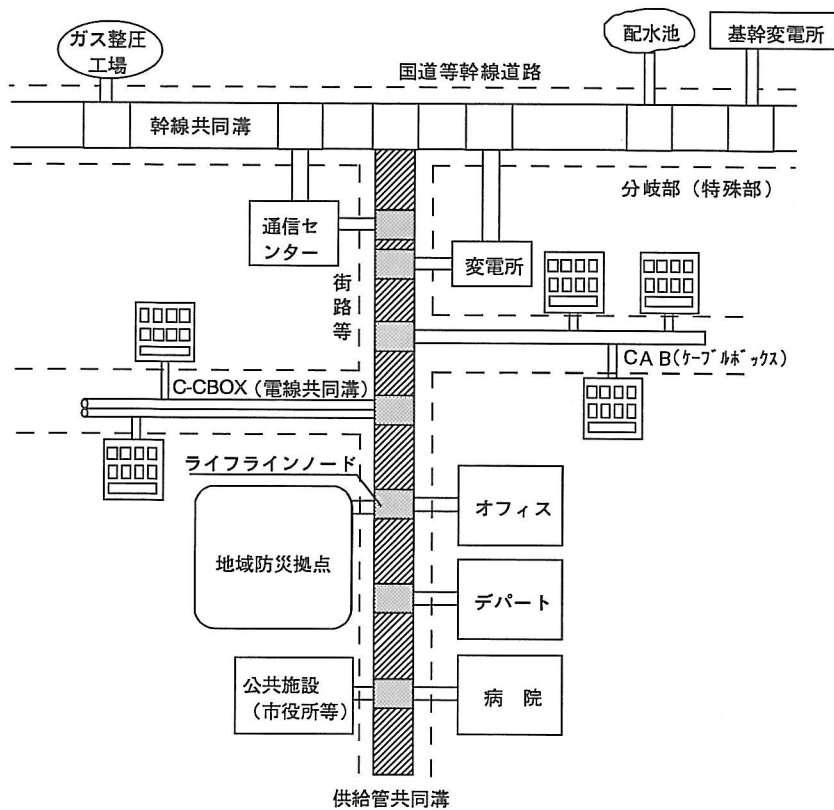 ガス整圧
工場
配水池
基幹変電所
国道等幹線道路
幹線共同溝
分岐部（特殊部）
通信セ
ンター
変電所
街路等
CAB(ｹｰﾌﾞﾙﾎﾞｯｸｽ)
C-CBOX（電線共同溝）
ライフラインノード
オフィス
地域防災拠点
デパート
公共施設
（市役所等）
病　院
供給管共同溝